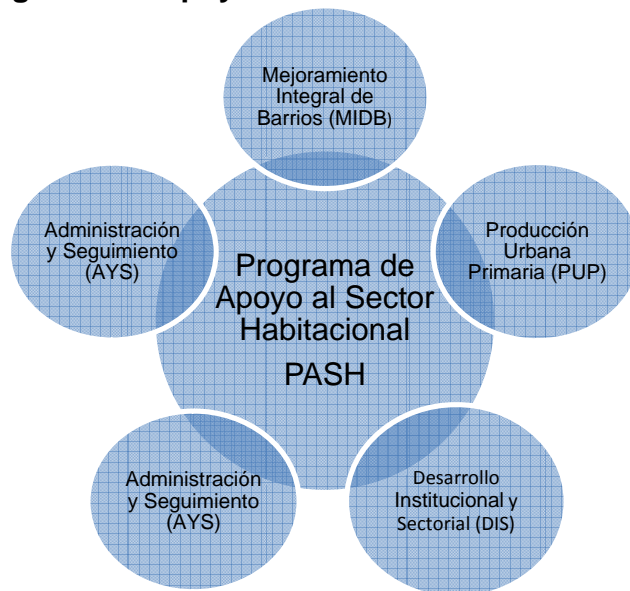 Mejoramiento
Integral de
Barrios (MIDB)
Administración
y Seguimiento
(AYS)
Producción
Urbana
Primaria (PUP)
Programa de
Apoyo al Sector
Habitacional
PASH
Administración
y Seguimiento
(AYS)
Desarrollo
Institucional y
Sectorial (DIS)